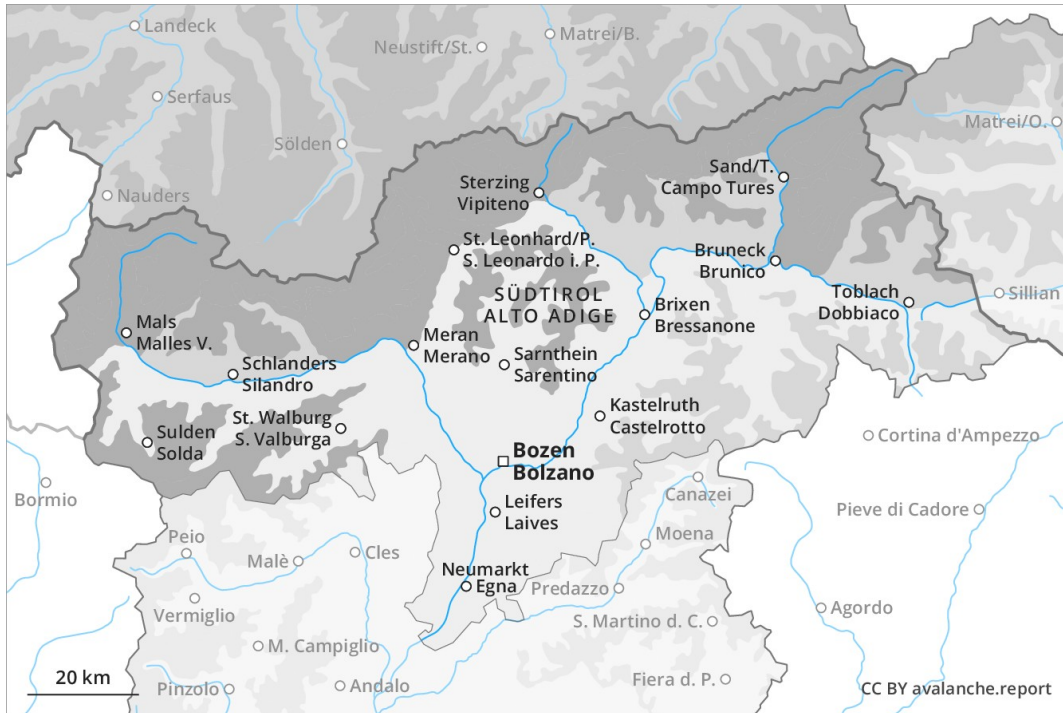 Landeck
Matrei/B.
Neustift/St.
Serfaus
Matrei/O.
Sölden
Sand/T.
Campo Tures
Sterzing
Vipiteno
Nauders
St. Leonhard/P.
S. Leonardo i. P.
Bruneck
Brunico
SÜDTIROL
ALTO ADIGE
Toblach
Dobbiaco
Sillian
Brixen
Bressanone
Mals
Malles V.
Meran
Merano
Schlanders
Silandro
Sarnthein
Sarentino
St. Walburg
S. Valburga
Kastelruth
Castelrotto
Sulden
Solda
Cortina d'Ampezzo
Bozen
Bolzano
Bormio
Canazei
Leifers
Laives
Pieve di Cadore
Peio
Malè
Cles
Moena
Neumarkt
Egna
Predazzo
Vermiglio
Agordo
S. Martino d. C.
M. Campiglio
20 km
Pinzolo
Andalo
Fiera d. P.
CC BY avalanche.report